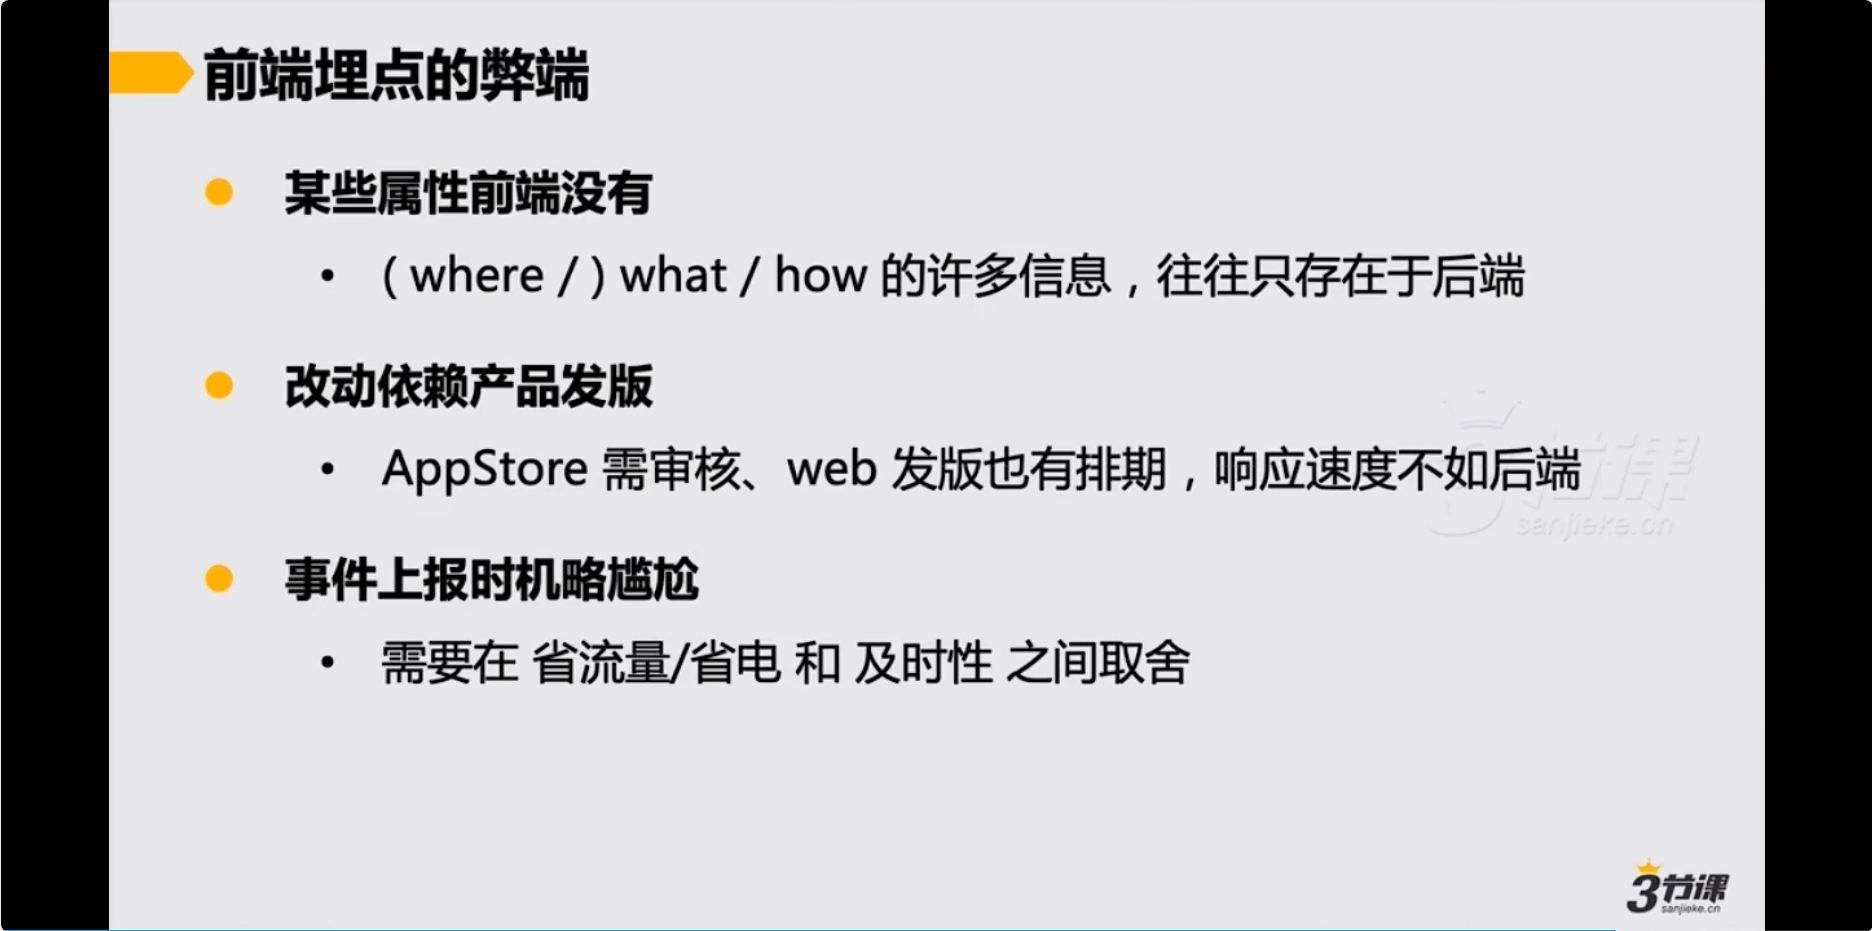 前端埋点的弊端
某些属性前端没有
• ( where / ) what / how 的许多信息，往往只存在于后端
改动依赖产品发版
• AppStore 需审核、web 发版也有排期，响应速度不如后端
3节课
sanjieke.cn
事件上报时机略尴尬
• 需要在 省流量/省电 和 及时性 之间取舍
3节课
sanjieke.cn